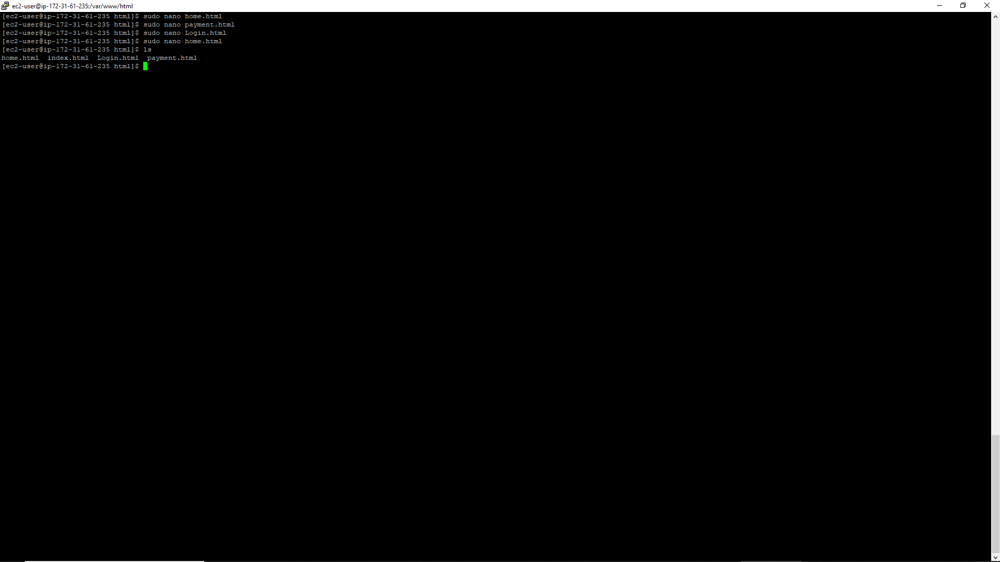 ec2-user@ip-172-31-61-235:/var/www/html
[ec2-user@ip-172-31-61-235 html]$ sudo nano home.html
[ec2-user@ip-172-31-61-235 html]$ sudo nano payment.html
[ec2-user@ip-172-31-61-235 html]$ sudo nano Login.html
[ec2-user@ip-172-31-61-235 html]$ sudo nano home.html
[ec2-user@ip-172-31-61-235 html]$ ls
home.html  index.html  Login.html  payment.html
[ec2-user@ip-172-31-61-235 html]$